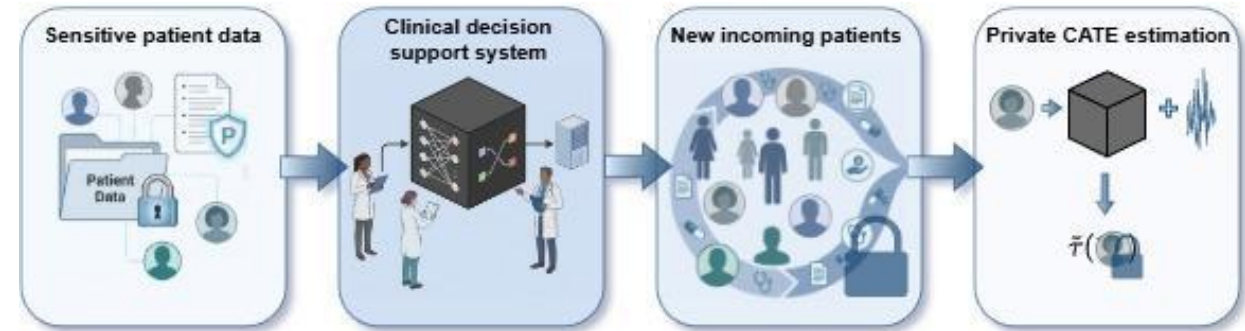 Sensitive patient data
P
Patient
Data
Clinical decision
support system
New incoming patients
Private CATE estimation
+
τ̃( )